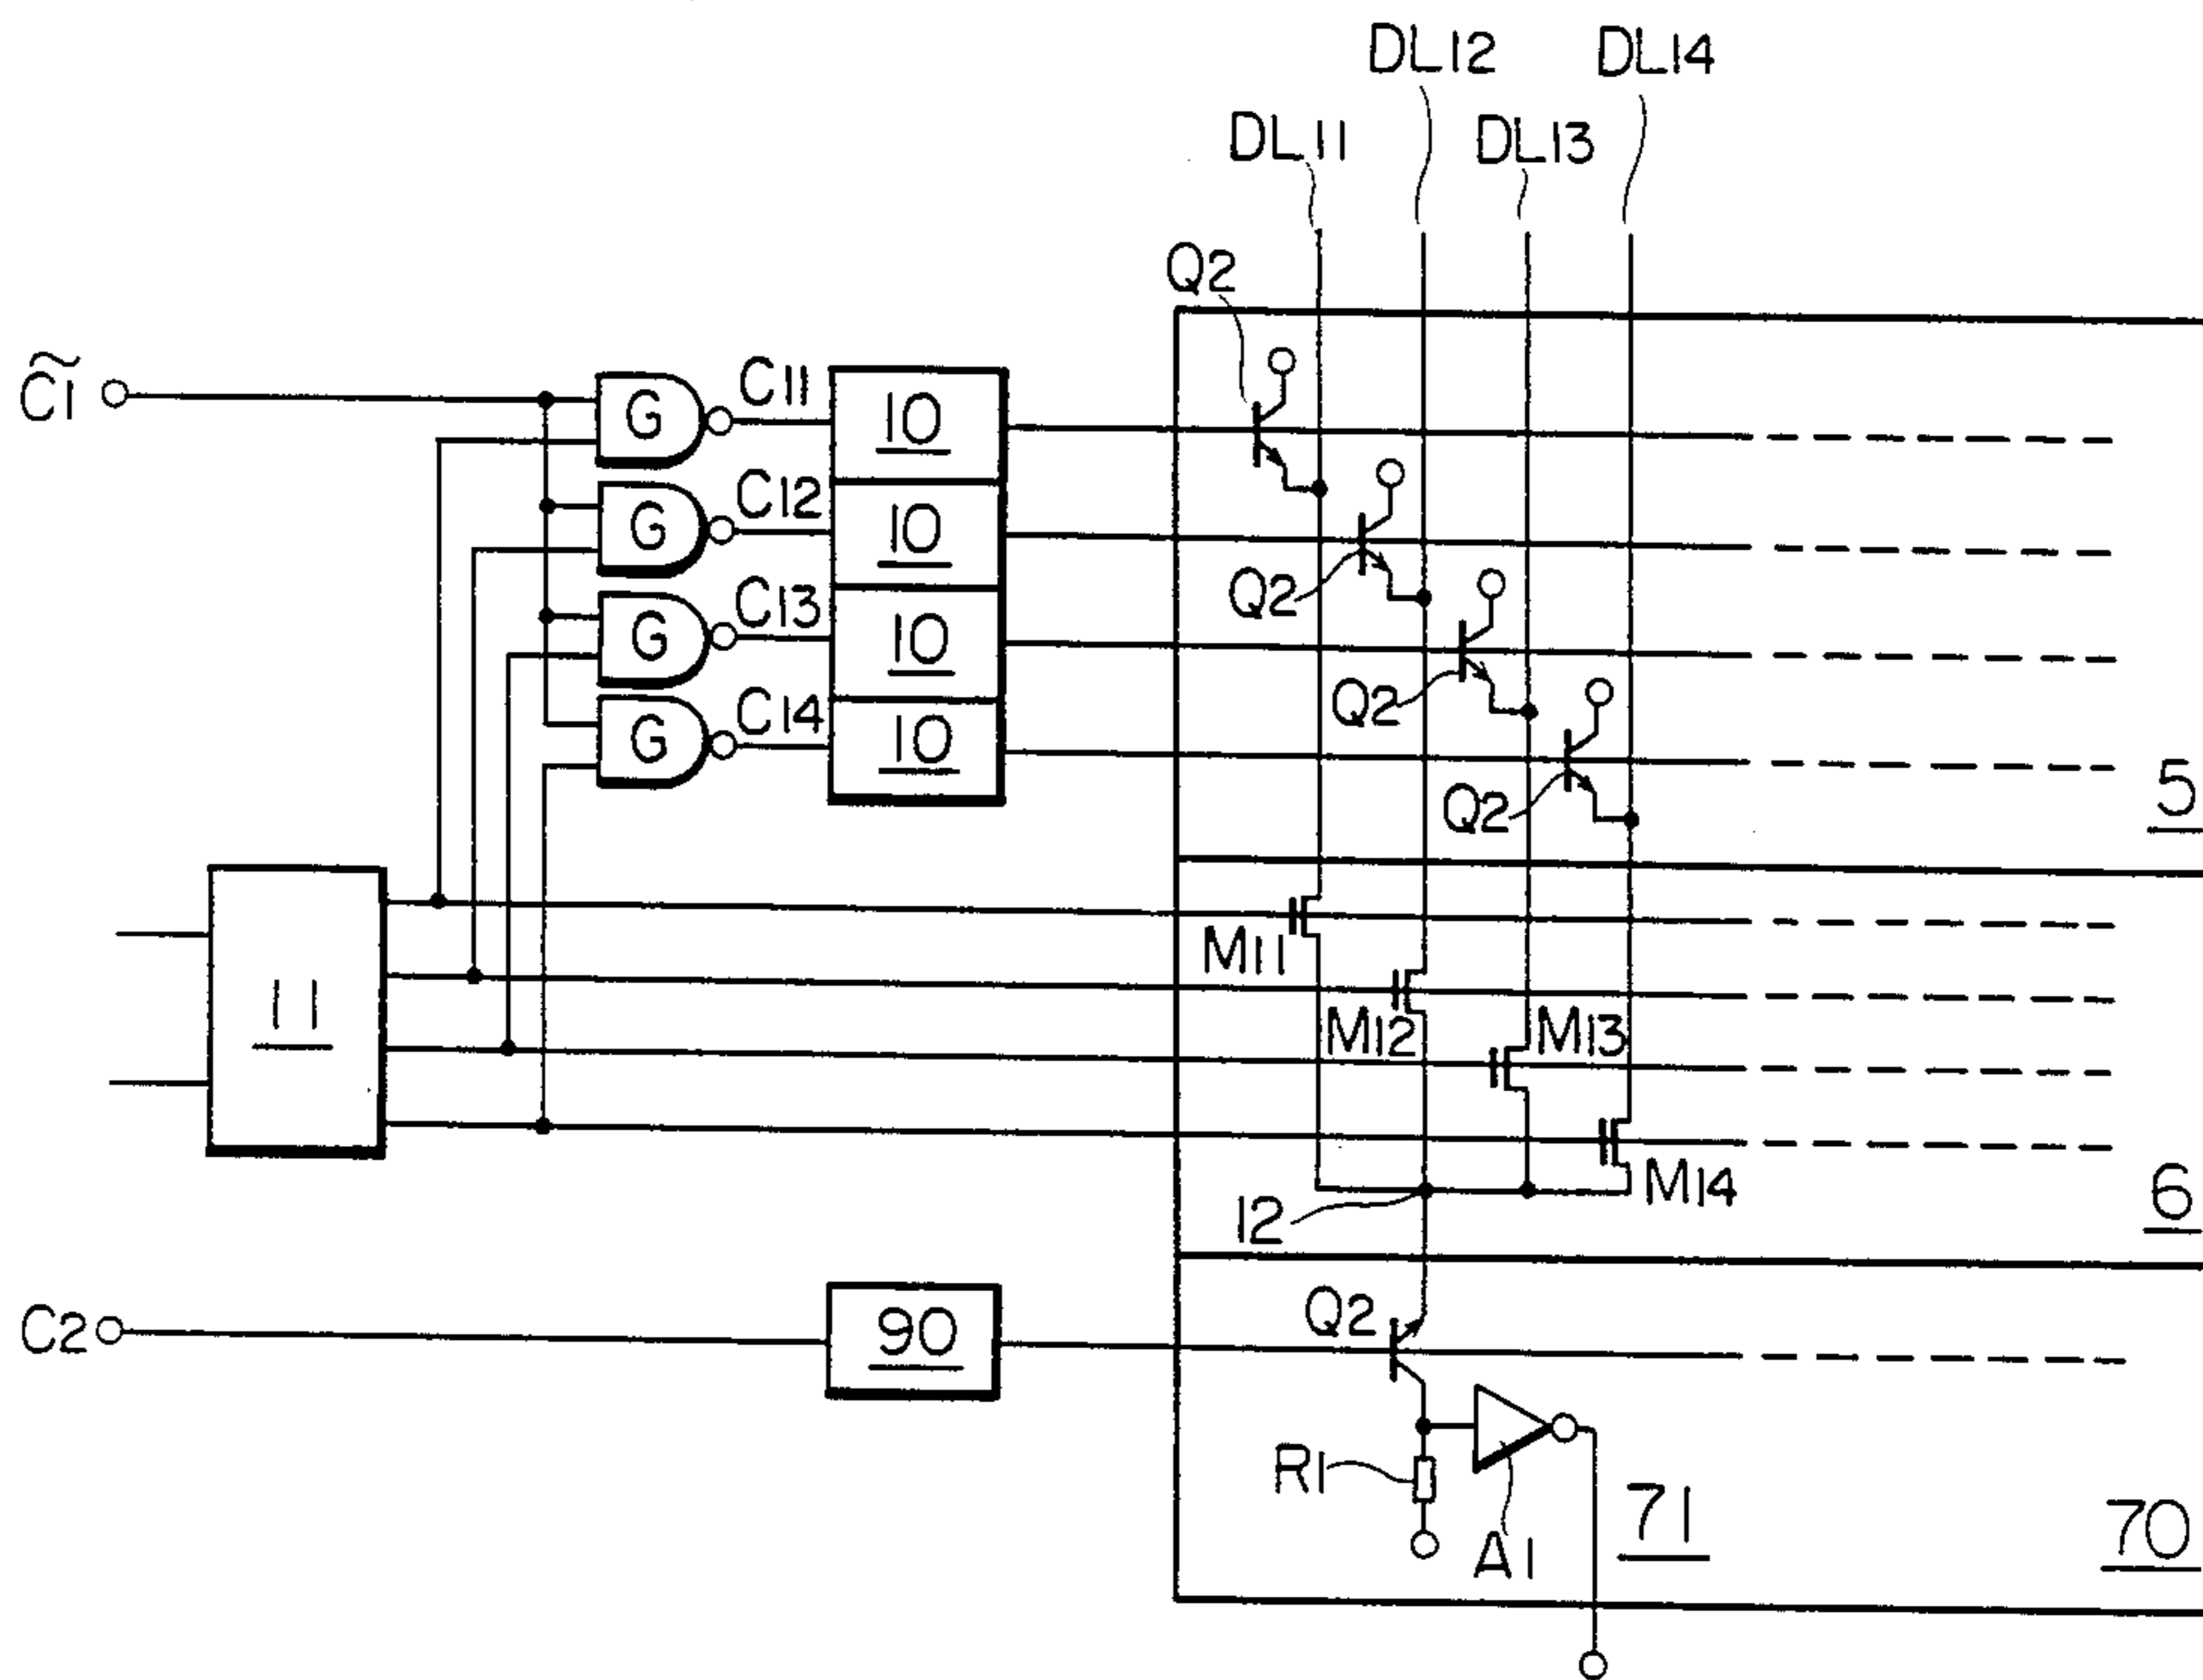 DL12 DL14
DL11 DL13
Q2
C̃1 G C11 10
G C12 10
Q2
G C13 10
Q2
G C14 10
Q2
5
11
M11
M12 M13
M14
12
6
C2 90 Q2
R1 A1 71 70